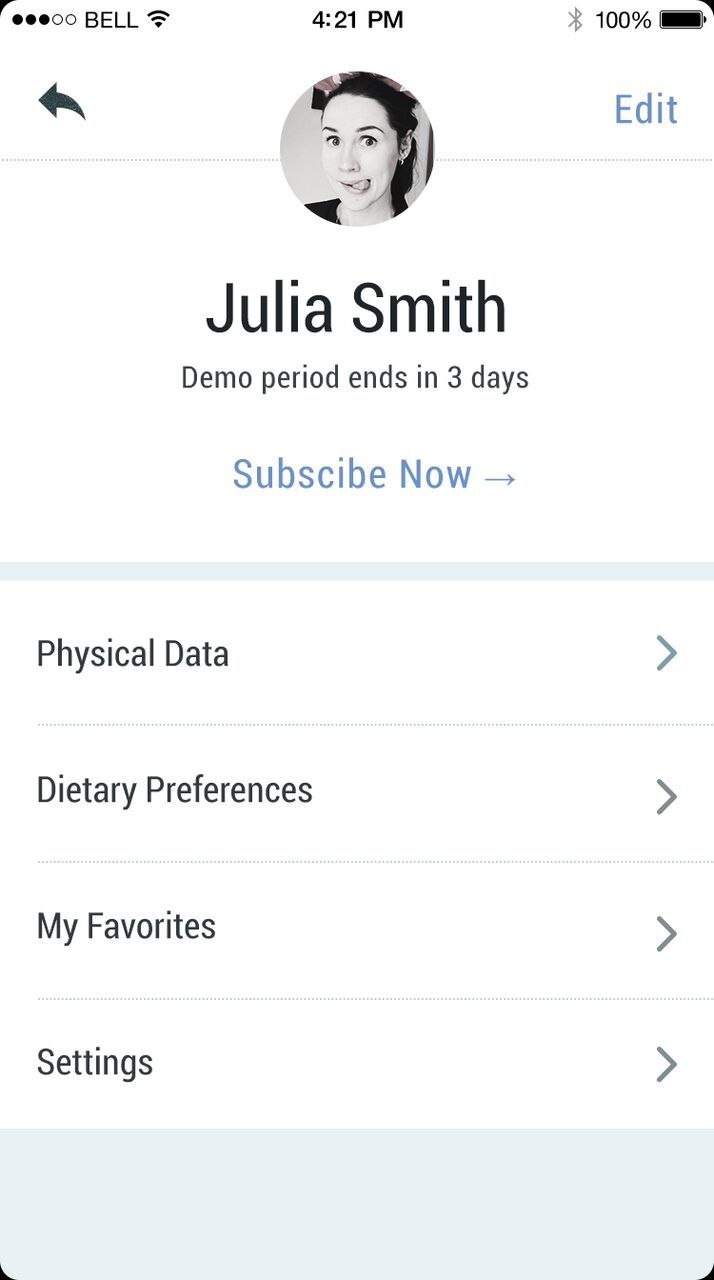 BELL 4:21 PM 100%
Edit
Julia Smith
Demo period ends in 3 days
Subscibe Now →
Physical Data
Dietary Preferences
My Favorites
Settings